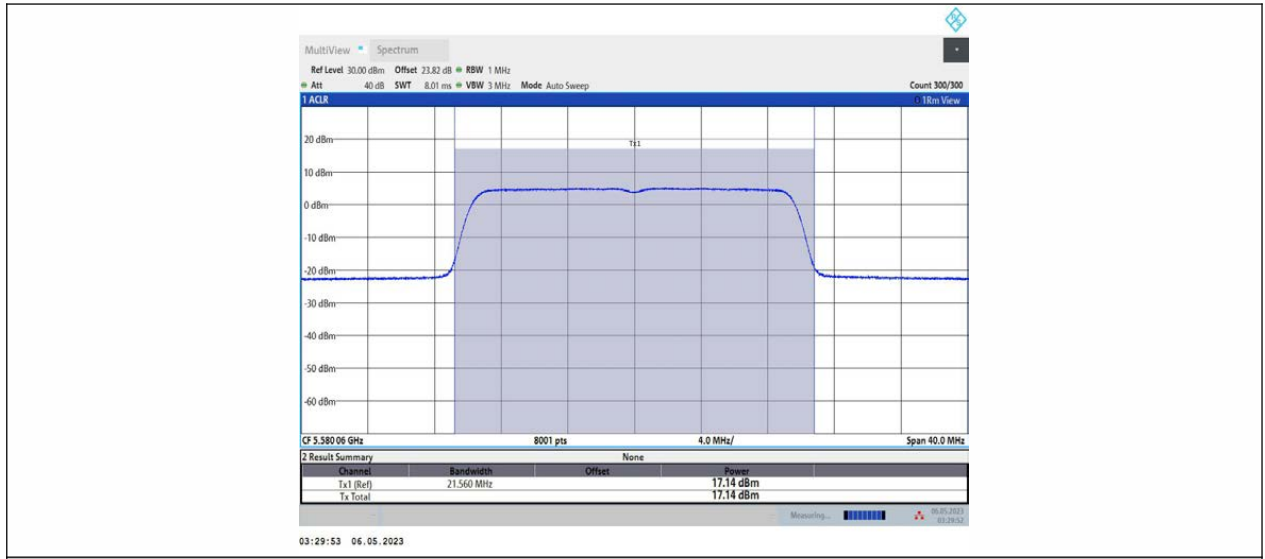 MultiView Spectrum
Ref Level 30.00 dBm Offset 23.82 dB RBW 1 MHz
Att 40 dB SWT 8.01 ms VBW 3 MHz Mode Auto Sweep Count 300/300
1 ACLR 1Rm View
20 dBm
Tx1
10 dBm
0 dBm
-10 dBm
-20 dBm
-30 dBm
-40 dBm
-50 dBm
-60 dBm
CF 5.580 06 GHz 8001 pts 4.0 MHz/ Span 40.0 MHz
2 Result Summary None
Channel Bandwidth Offset Power
Tx1 (Ref) 21.560 MHz 17.14 dBm
Tx Total 17.14 dBm
Measuring... 06.05.2023
03:29:52
03:29:53 06.05.2023